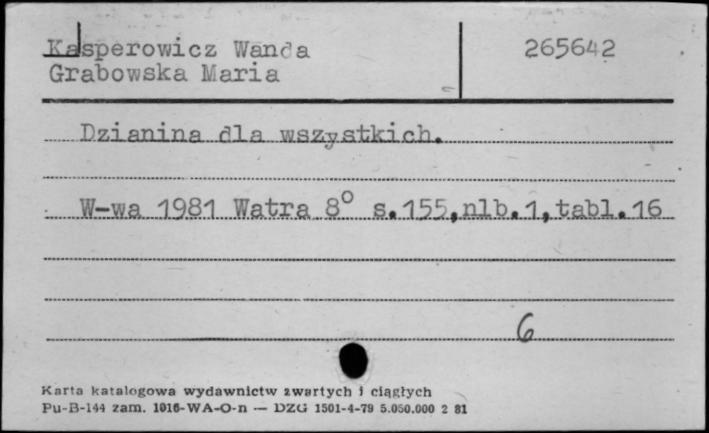 Kasperowicz Wanda 265642
Grabowska Maria
Dzianina dla wszystkich.
W-wa 1981 Watra 8° s.155,nlb.1,tabl.16
6
Karta katalogowa wydawnictw zwartych i ciągłych
Pu-B-144 zam. 1016-WA-O-n — DZG 1501-4-79 5.050.000 2 81